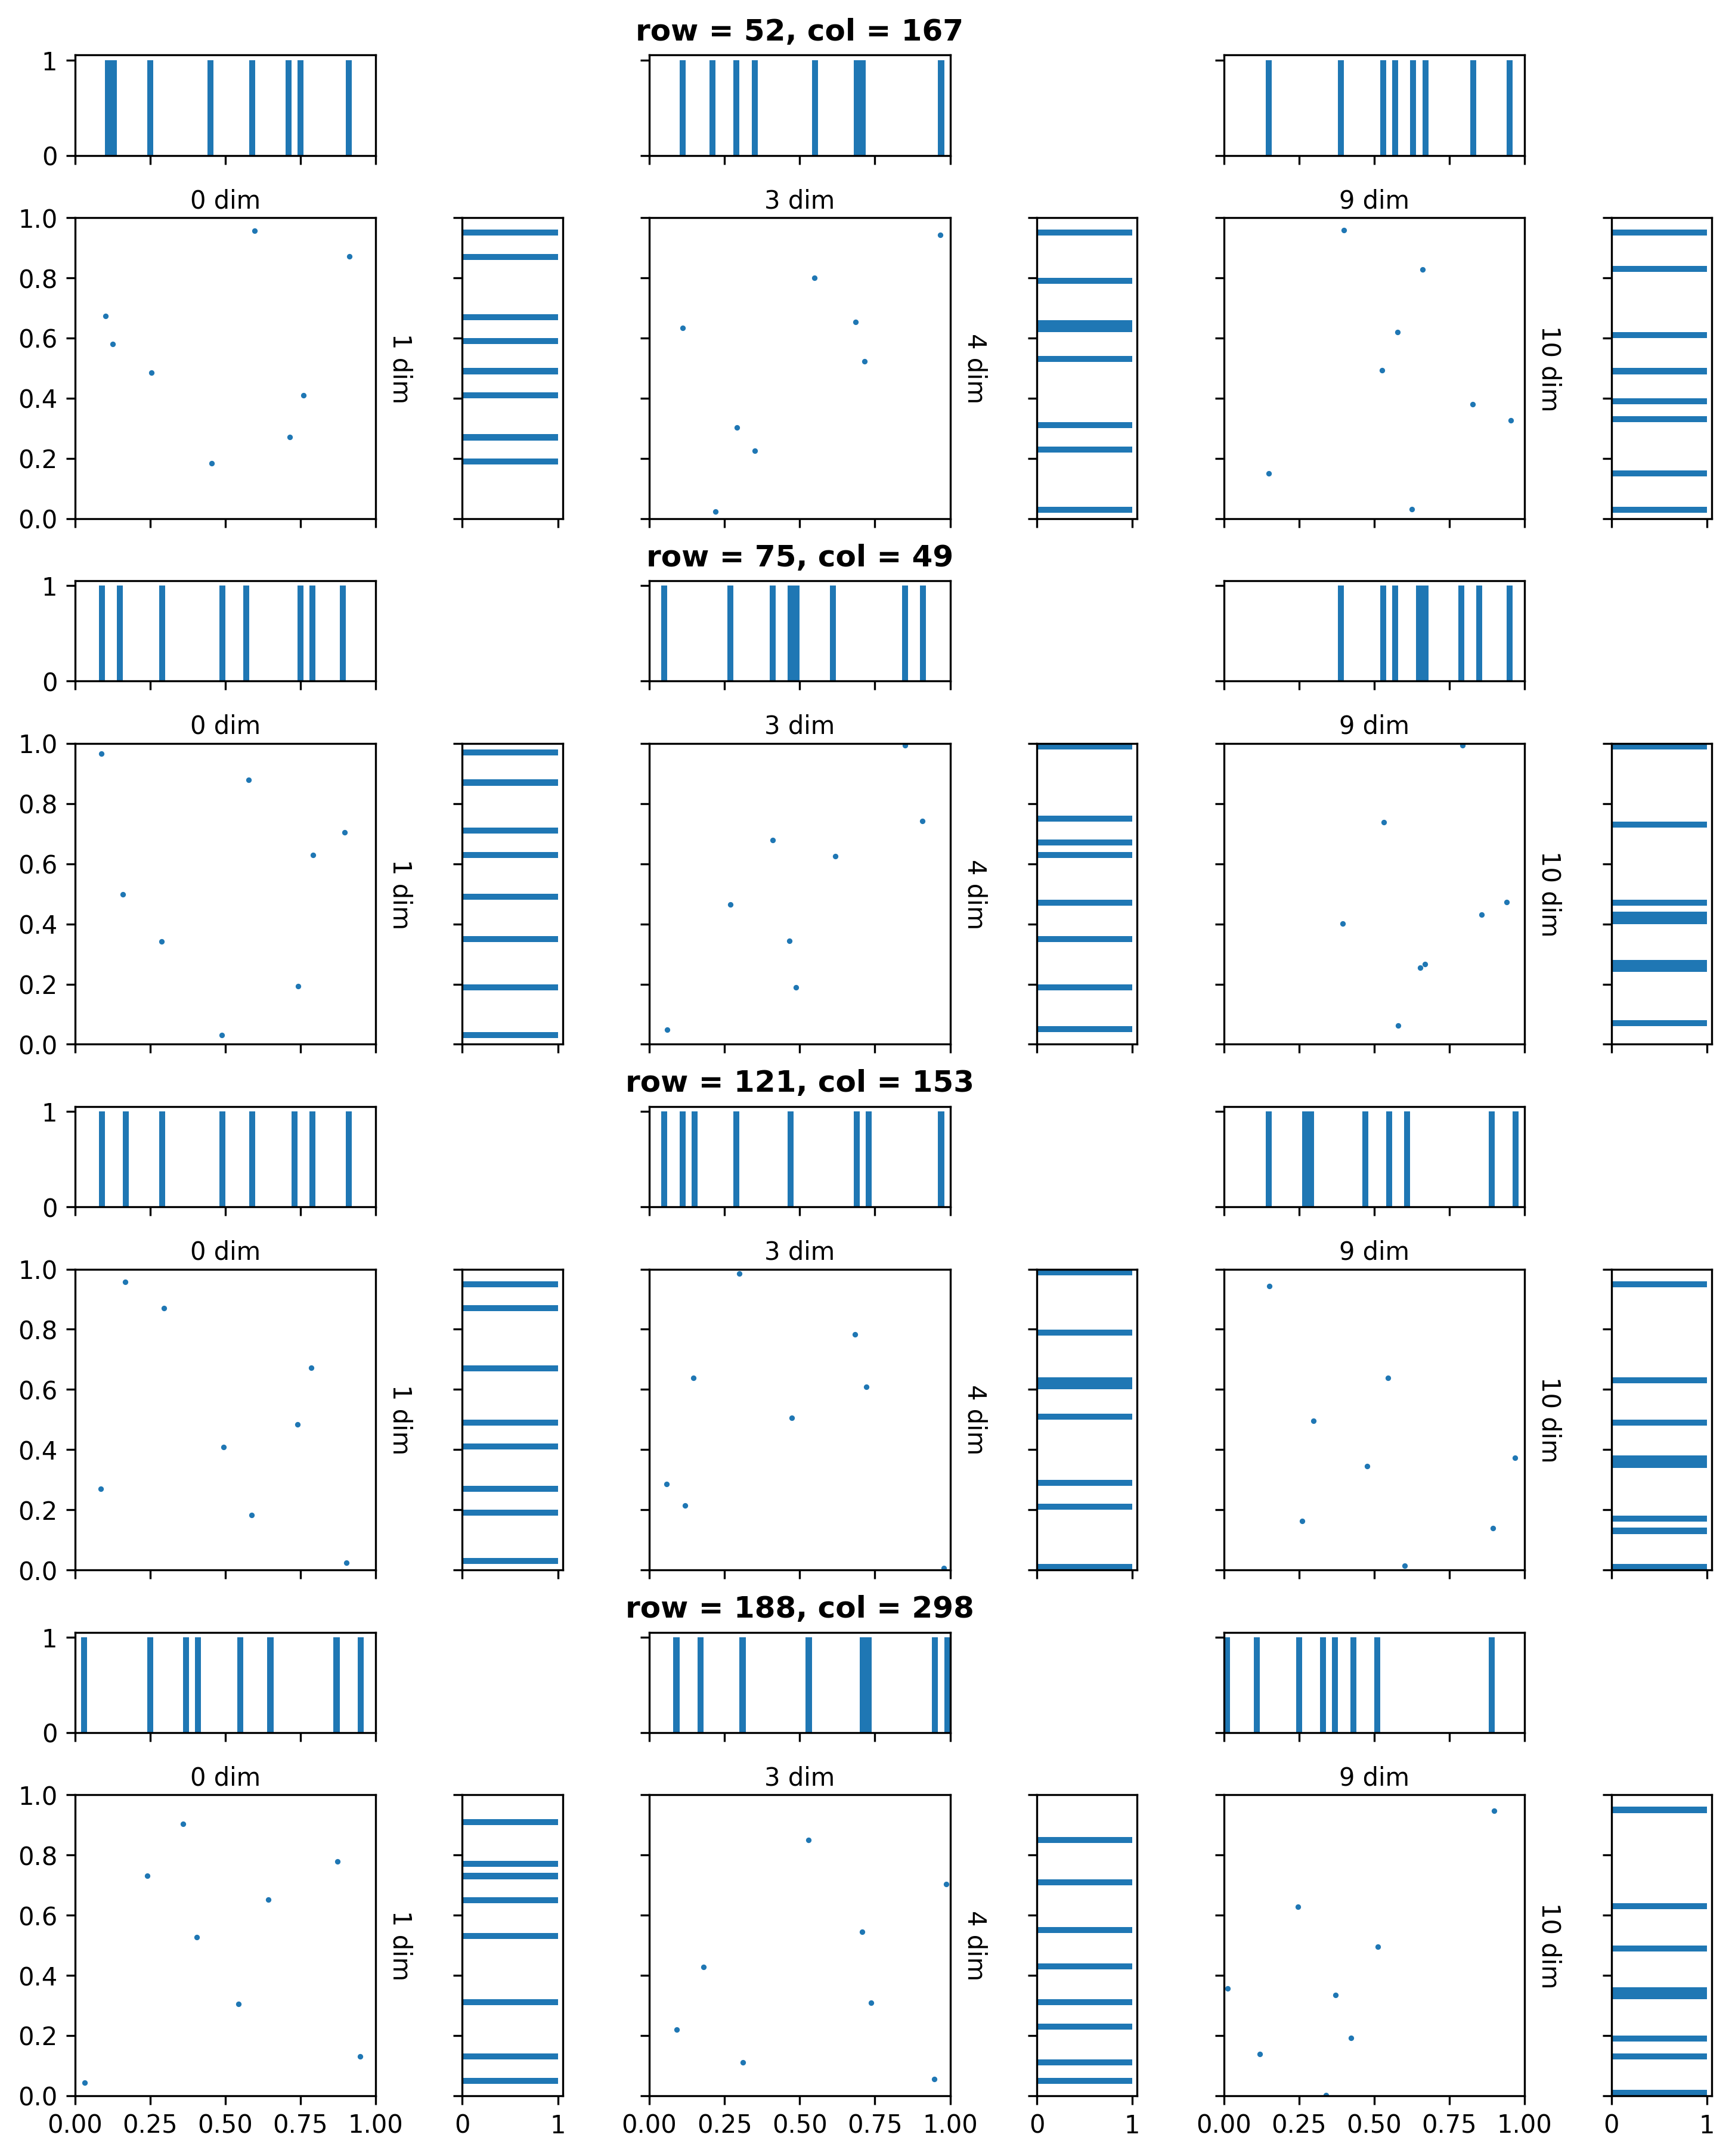 row = 52, col = 167
1
0
0 dim
3 dim
9 dim
1.0
0.8
0.6
0.4
0.2
0.0
1 dim
4 dim
10 dim
row = 75, col = 49
1
0
0 dim
3 dim
9 dim
1.0
0.8
0.6
0.4
0.2
0.0
1 dim
4 dim
10 dim
row = 121, col = 153
1
0
0 dim
3 dim
9 dim
1.0
0.8
0.6
0.4
0.2
0.0
1 dim
4 dim
10 dim
row = 188, col = 298
1
0
0 dim
3 dim
9 dim
1.0
0.8
0.6
0.4
0.2
0.0
1 dim
4 dim
10 dim
0.00 0.25 0.50 0.75 1.00 0 1 0.00 0.25 0.50 0.75 1.00 0 1 0.00 0.25 0.50 0.75 1.00 0 1